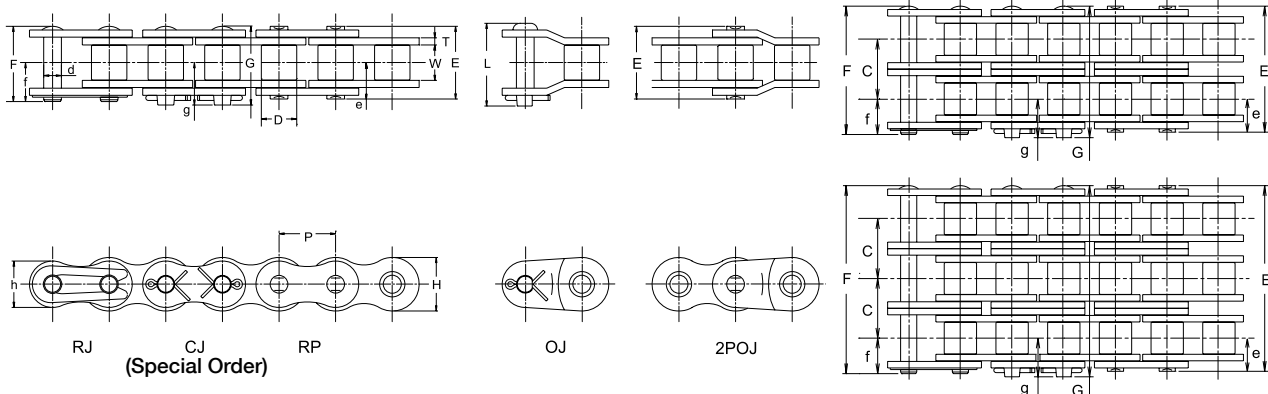 F
f
d
g
G
D
e
T
W
E
L
E
F
C
f
g
G
e
E
P
h
H
RJ
CJ
RP
OJ
2POJ
(Special Order)
F
C
C
f
g
G
e
E